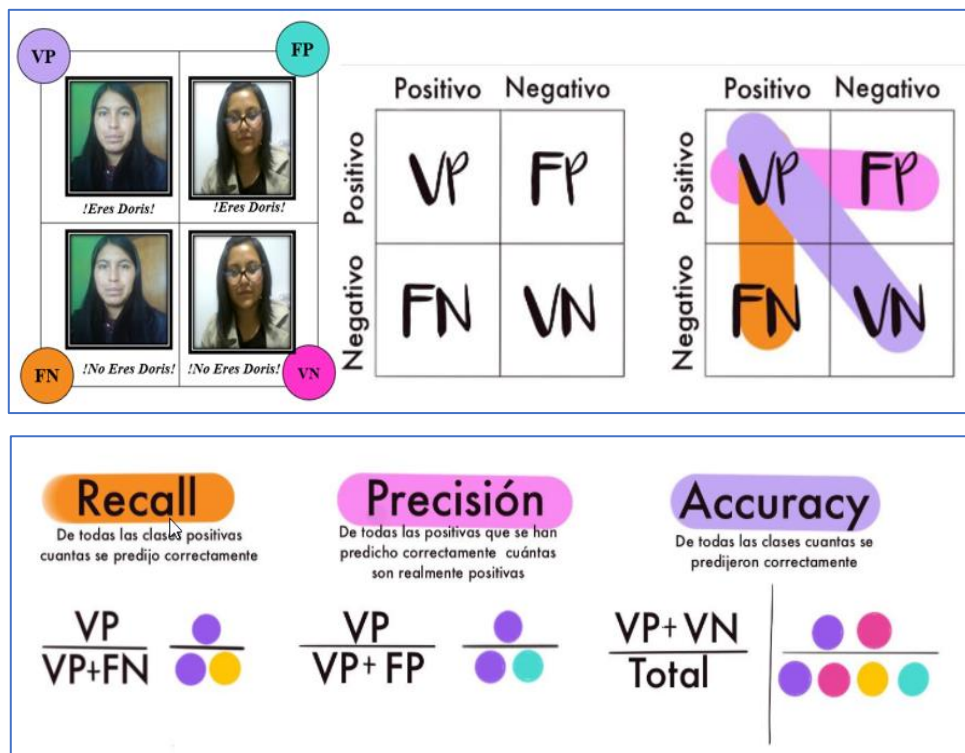 VP
FP
!Eres Doris!
!Eres Doris!
FN
!No Eres Doris!
!No Eres Doris!
VN
Positivo Negativo
Positivo
VP FP
Negativo
FN VN
Positivo Negativo
Positivo
VP FP
Negativo
FN VN
Recall
De todas las clases positivas
cuantas se predijo correctamente
VP
VP+FN
Precisión
De todas las positivas que se han
predicho correctamente cuántas
son realmente positivas
VP
VP+ FP
Accuracy
De todas las clases cuantas se
predijeron correctamente
VP+ VN
Total